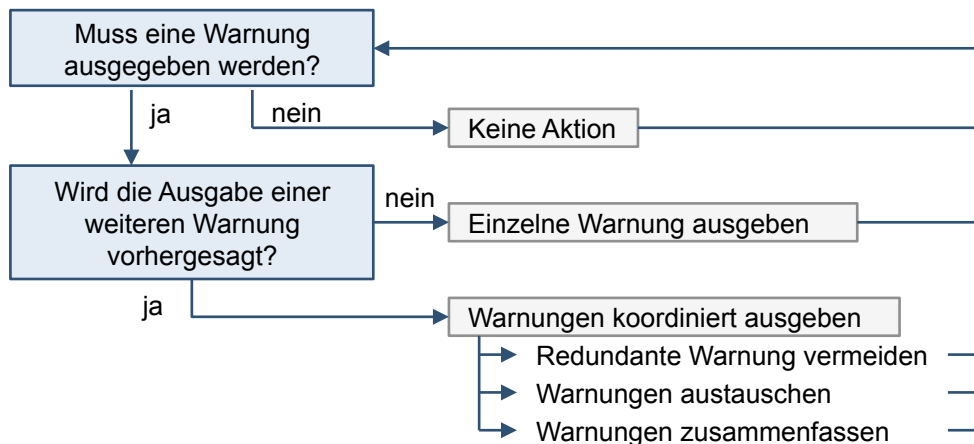 Muss eine Warnung
ausgegeben werden?
ja
nein
Keine Aktion
Wird die Ausgabe einer
weiteren Warnung
vorhergesagt?
nein
Einzelne Warnung ausgeben
ja
Warnungen koordiniert ausgeben
Redundante Warnung vermeiden
Warnungen austauschen
Warnungen zusammenfassen